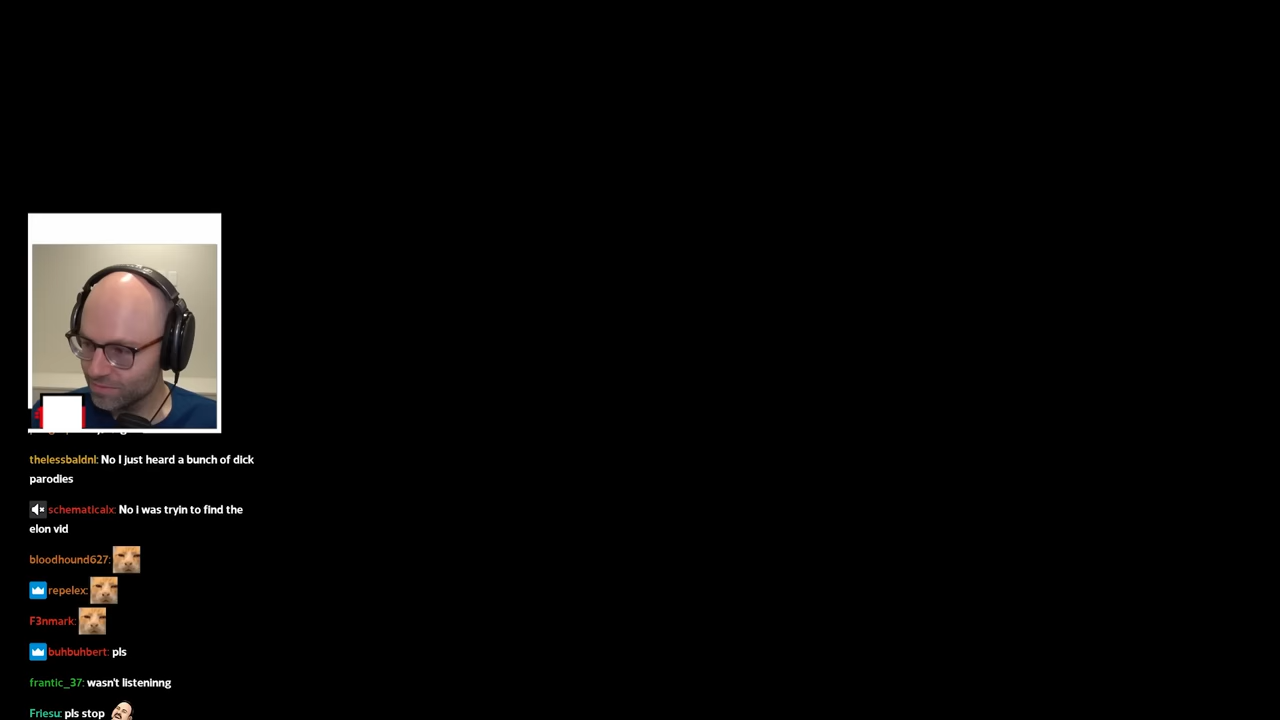 thelessbaldnl: No I just heard a bunch of dick
parodies
schematicalx: No i was tryin to find the
elon vid
bloodhound627:
repelex:
F3nmark:
buhbuhbert: pls
frantic_37: wasn't listeninng
Friesu: pls stop